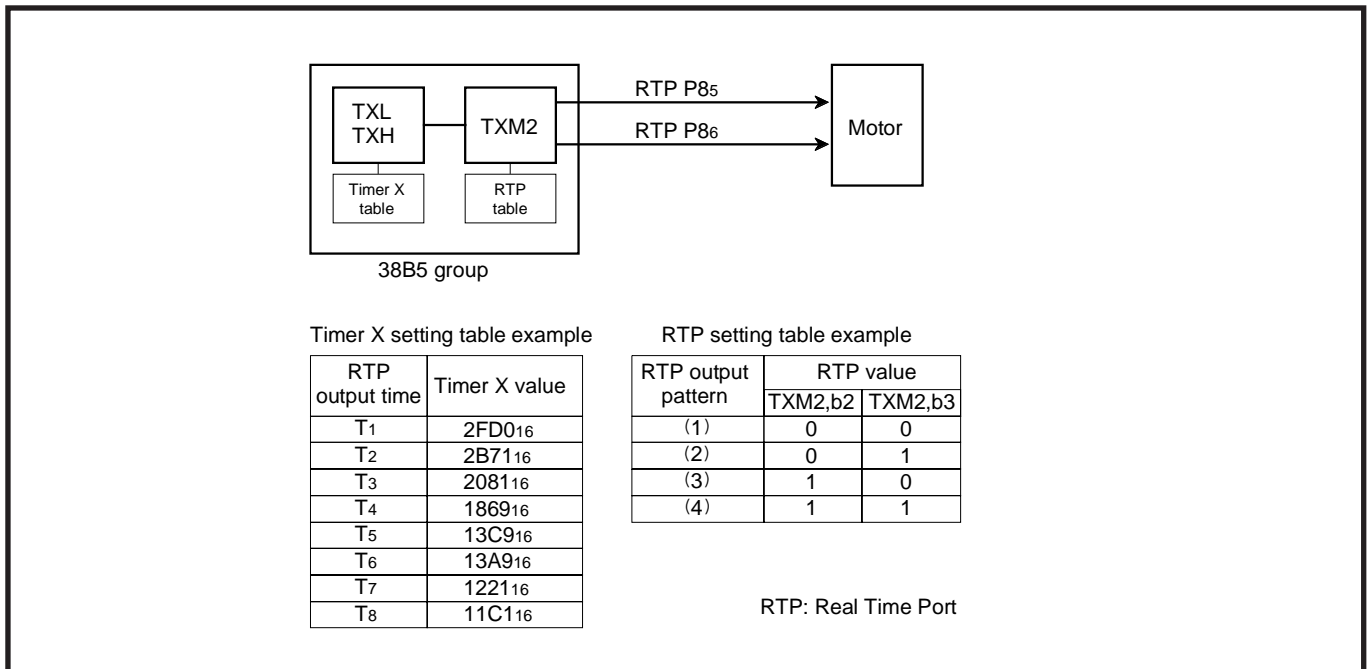 RTP P85
TXL
TXH
TXM2
RTP P86
Motor
Timer X
table
RTP
table
38B5 group
Timer X setting table example
RTP
output time
Timer X value
T1 2FD016
T2 2B7116
T3 208116
T4 186916
T5 13C916
T6 13A916
T7 122116
T8 11C116
RTP setting table example
RTP output
pattern
RTP value
TXM2,b2 TXM2,b3
(1) 0 0
(2) 0 1
(3) 1 0
(4) 1 1
RTP: Real Time Port